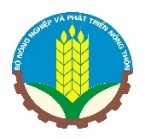 BỘ NÔNG NGHIỆP VÀ PHÁT TRIỂN NÔNG THÔN